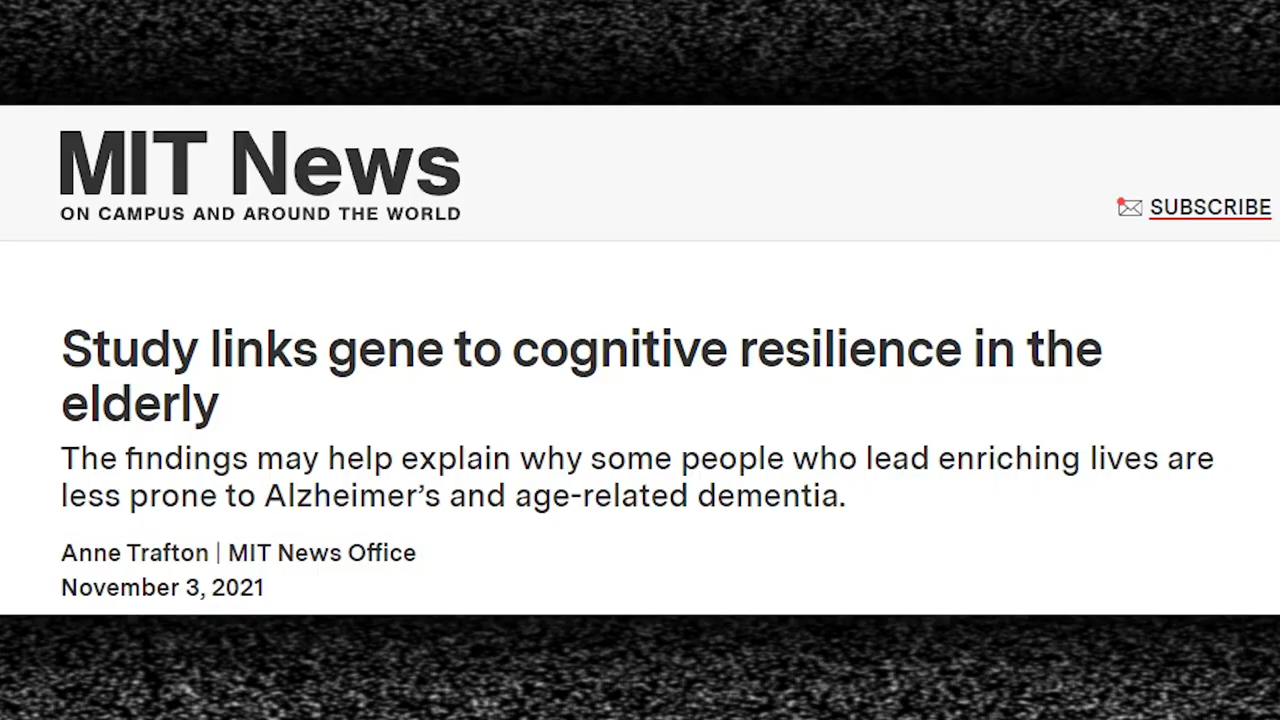 MIT News
ON CAMPUS AND AROUND THE WORLD
SUBSCRIBE
Study links gene to cognitive resilience in the
elderly
The findings may help explain why some people who lead enriching lives are
less prone to Alzheimer’s and age-related dementia.
Anne Trafton | MIT News Office
November 3, 2021